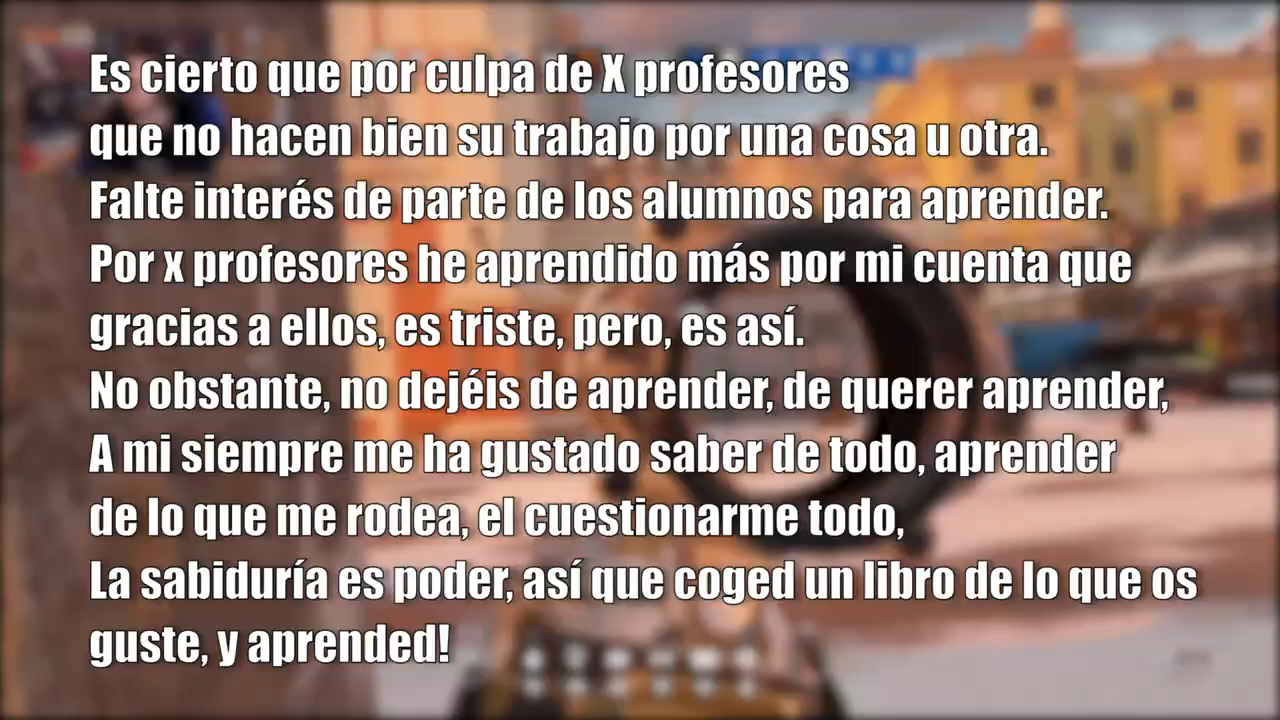 Es cierto que por culpa de X profesores
que no hacen bien su trabajo por una cosa u otra.
Falte interés de parte de los alumnos para aprender.
Por x profesores he aprendido más por mi cuenta que
gracias a ellos, es triste, pero, es así.
No obstante, no dejéis de aprender, de querer aprender,
A mi siempre me ha gustado saber de todo, aprender
de lo que me rodea, el cuestionarme todo,
La sabiduría es poder, así que coged un libro de lo que os
guste, y aprended!